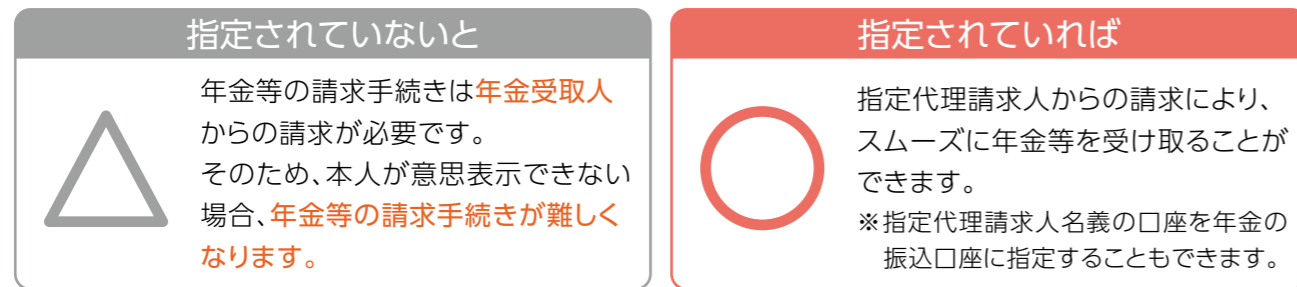 指定されていないと
年金等の請求手続きは年金受取人
からの請求が必要です。
そのため、本人が意思表示できない
場合、年金等の請求手続きが難しく
なります。
指定されていれば
指定代理請求人からの請求により、
スムーズに年金等を受け取ることが
できます。
※指定代理請求人名義の口座を年金の
振込口座に指定することもできます。